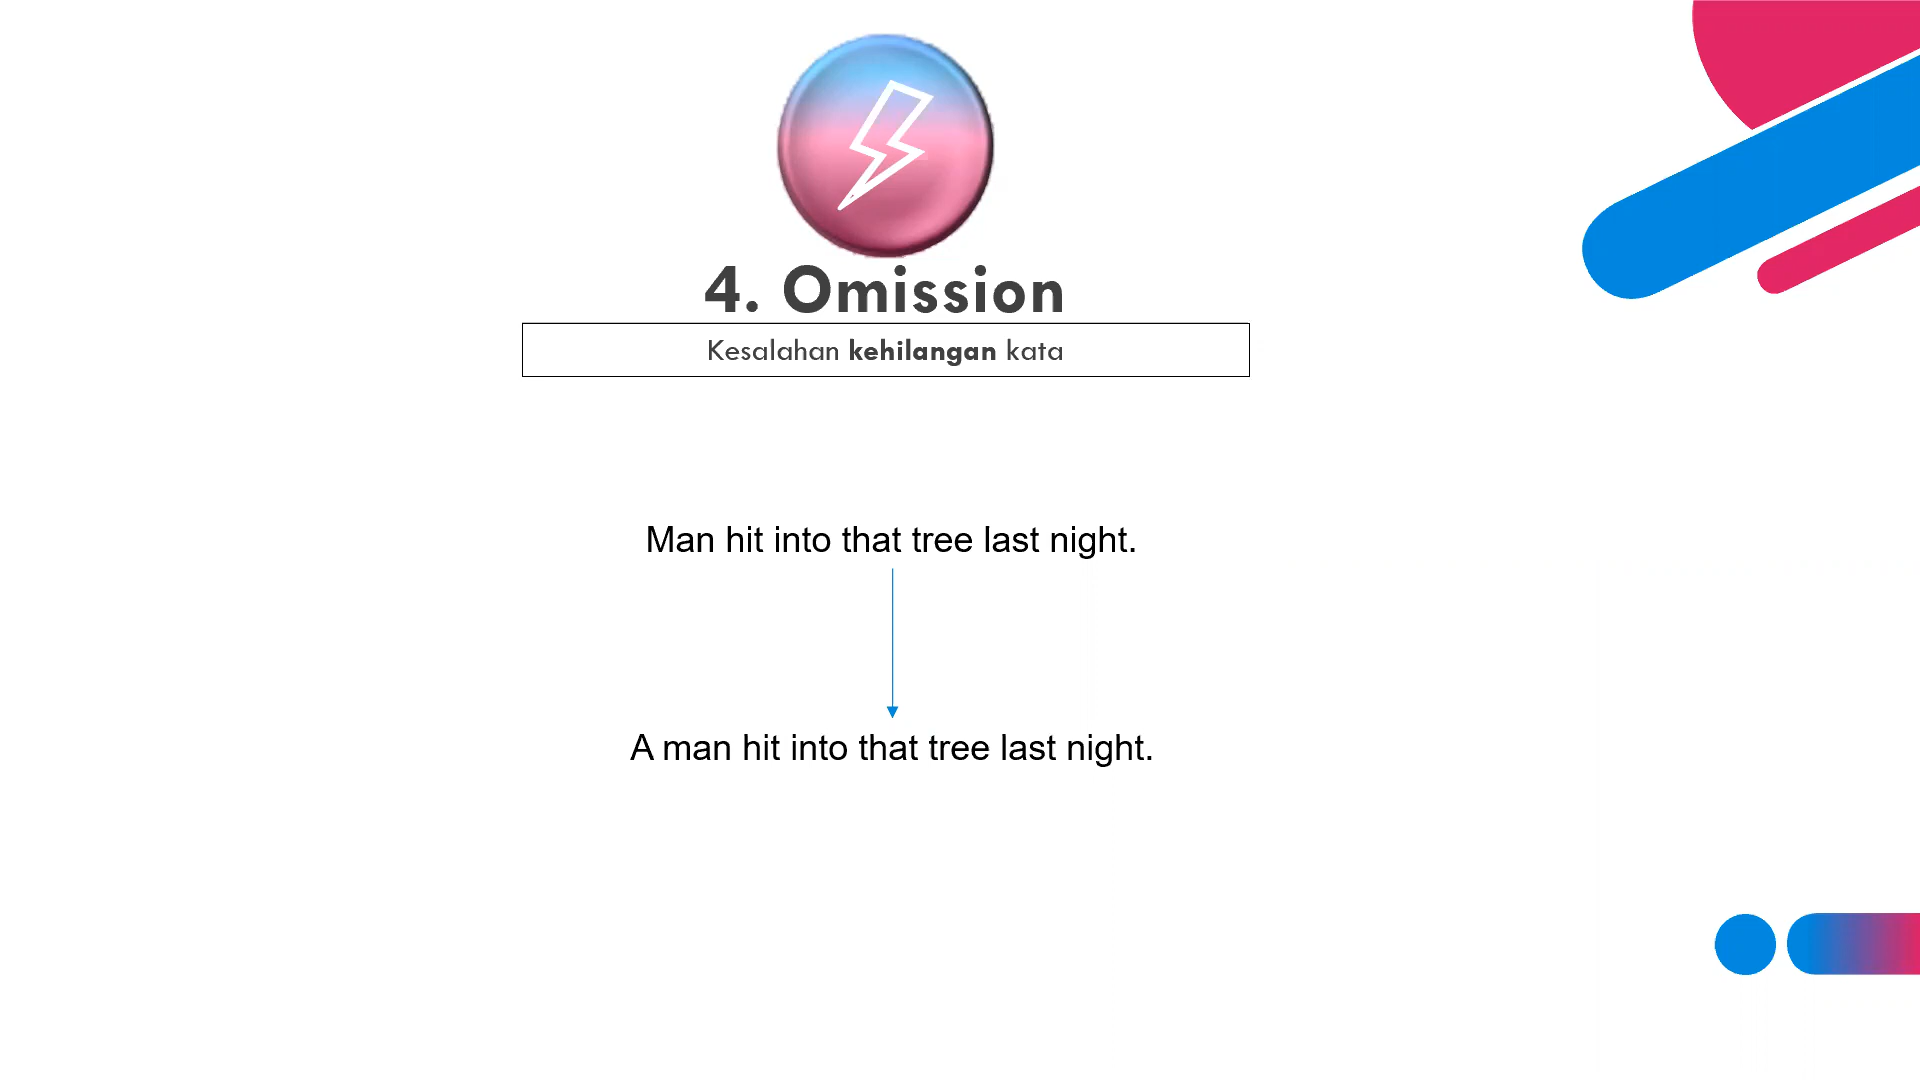 4. Omission
Kesalahan kehilangan kata
Man hit into that tree last night.
A man hit into that tree last night.